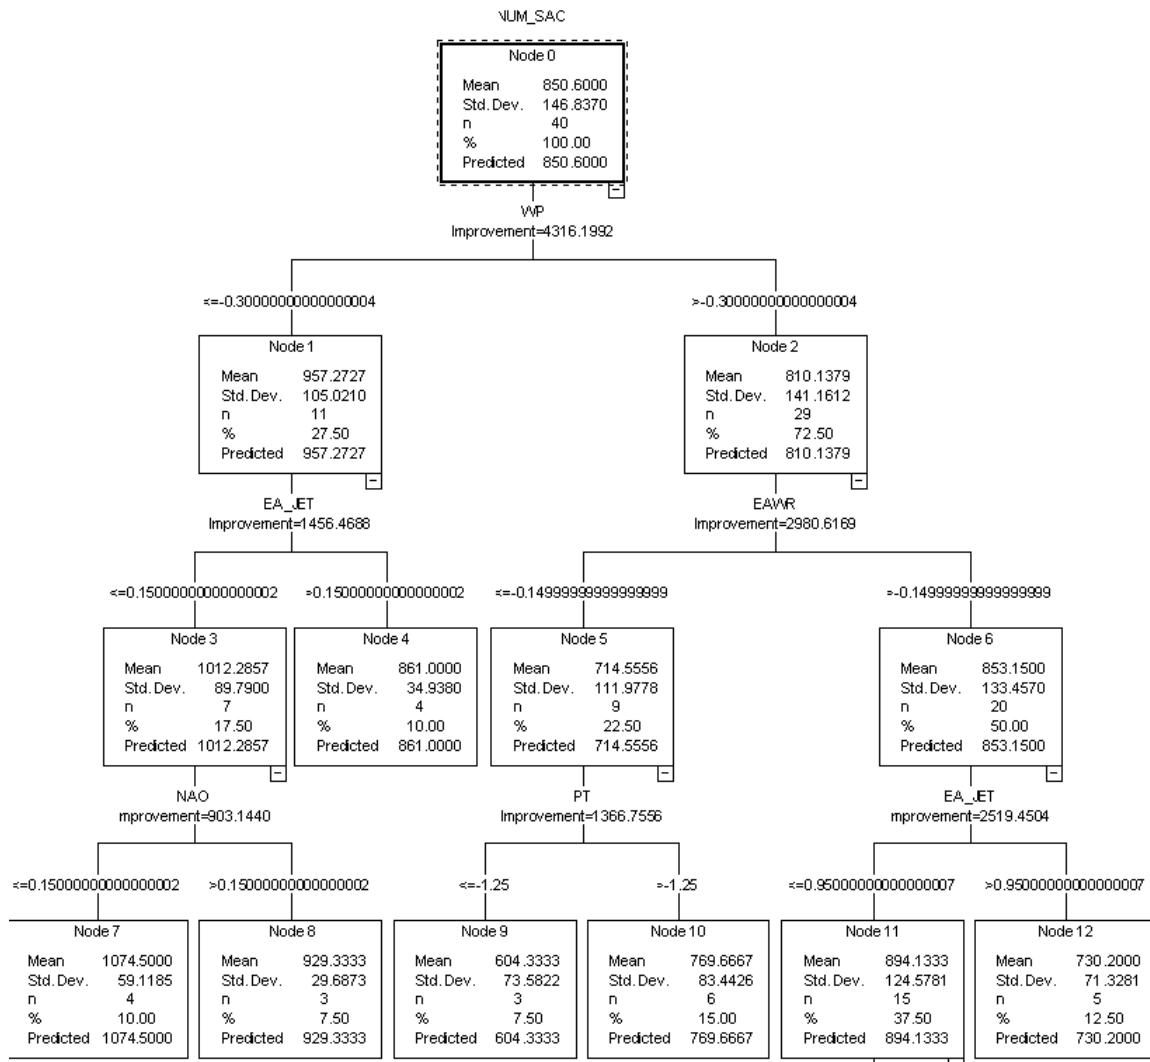 NUM_SAC
Node 0
Mean 850.6000
Std. Dev. 146.8370
n 40
% 100.00
Predicted 850.6000
WP
Improvement=4316.1992
<=-0.30000000000000004
>-0.30000000000000004
Node 1
Mean 957.2727
Std. Dev. 105.0210
n 11
% 27.50
Predicted 957.2727
Node 2
Mean 810.1379
Std. Dev. 141.1612
n 29
% 72.50
Predicted 810.1379
EA_JET
Improvement=1456.4688
EAWR
Improvement=2980.6169
<=0.15000000000000002
>0.15000000000000002
<=-0.14999999999999999
>-0.14999999999999999
Node 3
Mean 1012.2857
Std. Dev. 89.7900
n 7
% 17.50
Predicted 1012.2857
Node 4
Mean 861.0000
Std. Dev. 34.9380
n 4
% 10.00
Predicted 861.0000
Node 5
Mean 714.5556
Std. Dev. 111.9778
n 9
% 22.50
Predicted 714.5556
Node 6
Mean 853.1500
Std. Dev. 133.4570
n 20
% 50.00
Predicted 853.1500
NAO
mprovement=903.1440
PT
Improvement=1366.7556
EA_JET
mprovement=2519.4504
<=0.15000000000000002
>0.15000000000000002
<=-1.25
>-1.25
<=0.95000000000000007
>0.95000000000000007
Node 7
Mean 1074.5000
Std. Dev. 59.1185
n 4
% 10.00
Predicted 1074.5000
Node 8
Mean 929.3333
Std. Dev. 29.6873
n 3
% 7.50
Predicted 929.3333
Node 9
Mean 604.3333
Std. Dev. 73.5822
n 3
% 7.50
Predicted 604.3333
Node 10
Mean 769.6667
Std. Dev. 83.4426
n 6
% 15.00
Predicted 769.6667
Node 11
Mean 894.1333
Std. Dev. 124.5781
n 15
% 37.50
Predicted 894.1333
Node 12
Mean 730.2000
Std. Dev. 71.3281
n 5
% 12.50
Predicted 730.2000